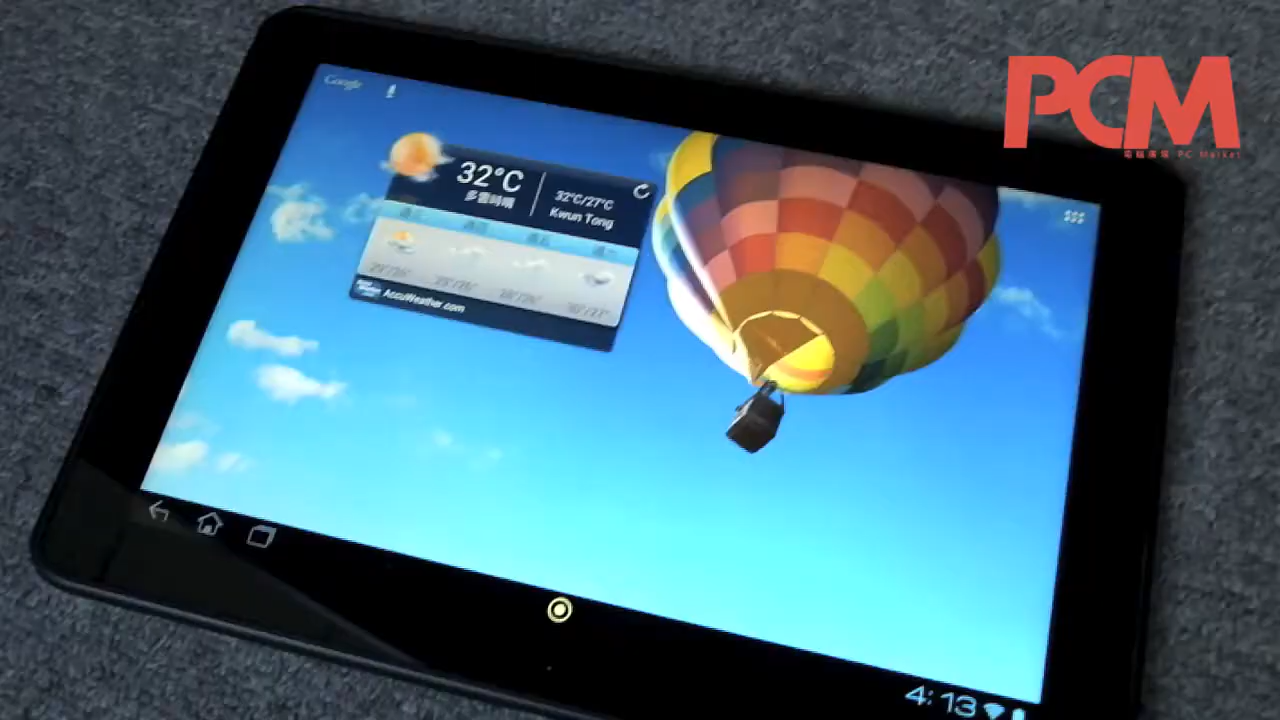 Google
PCM
電腦廣場 PC Market
32°C
多雲時晴
32°C/27°C
Kwun Tong
AccuWeather.com
4:13